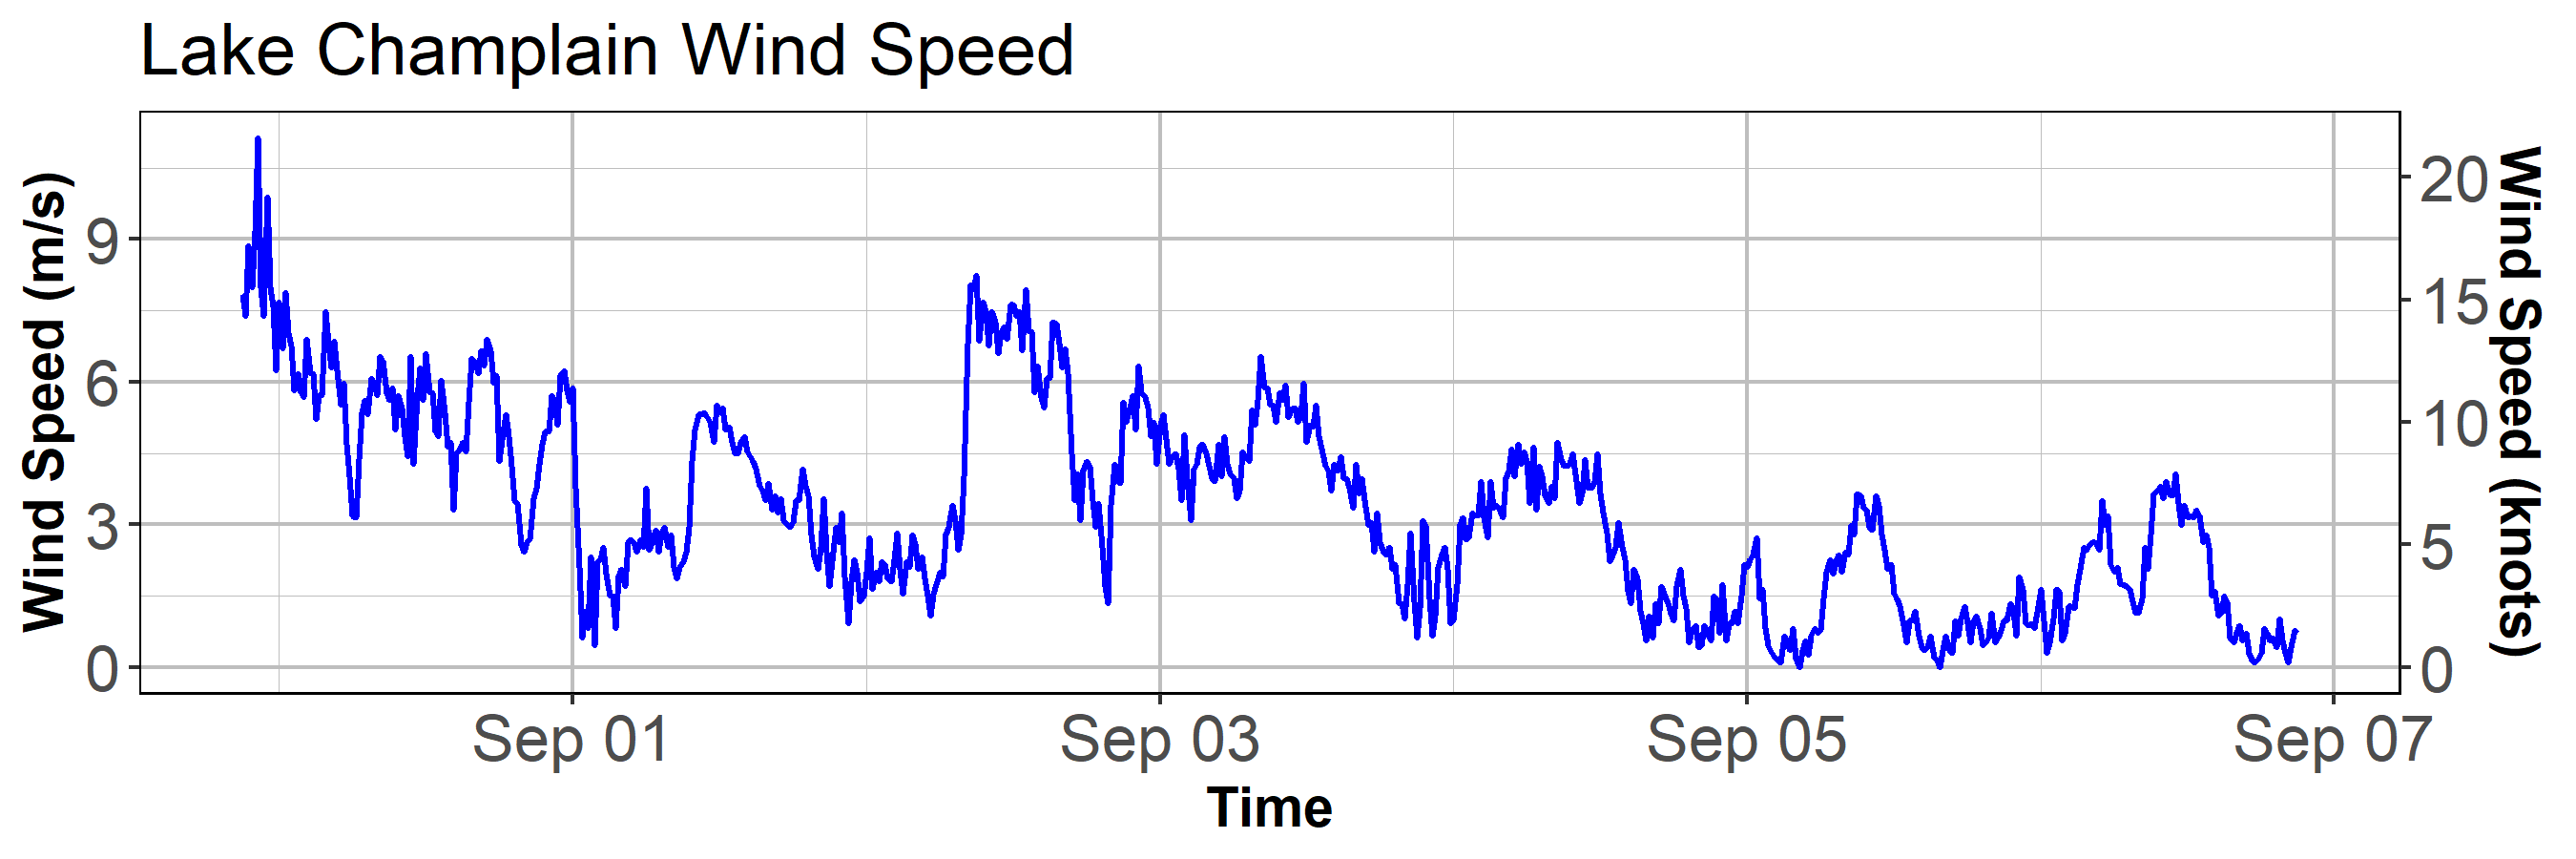 Lake Champlain Wind Speed
Wind Speed (m/s)
9
6
3
0
20
15
10
5
0
Wind Speed (knots)
Sep 01 Sep 03 Sep 05 Sep 07
Time